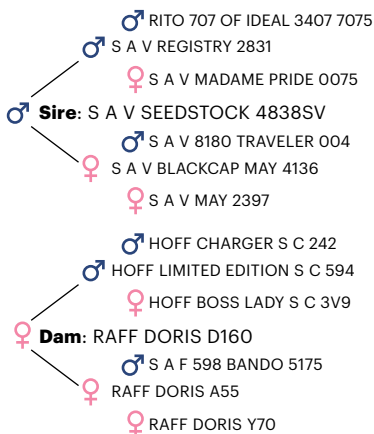 RITO 707 OF IDEAL 3407 7075
S A V REGISTRY 2831
S A V MADAME PRIDE 0075
Sire: S A V SEEDSTOCK 4838SV
S A V 8180 TRAVELER 004
S A V BLACKCAP MAY 4136
S A V MAY 2397
HOFF CHARGER S C 242
HOFF LIMITED EDITION S C 594
HOFF BOSS LADY S C 3V9
Dam: RAFF DORIS D160
S A F 598 BANDO 5175
RAFF DORIS A55
RAFF DORIS Y70